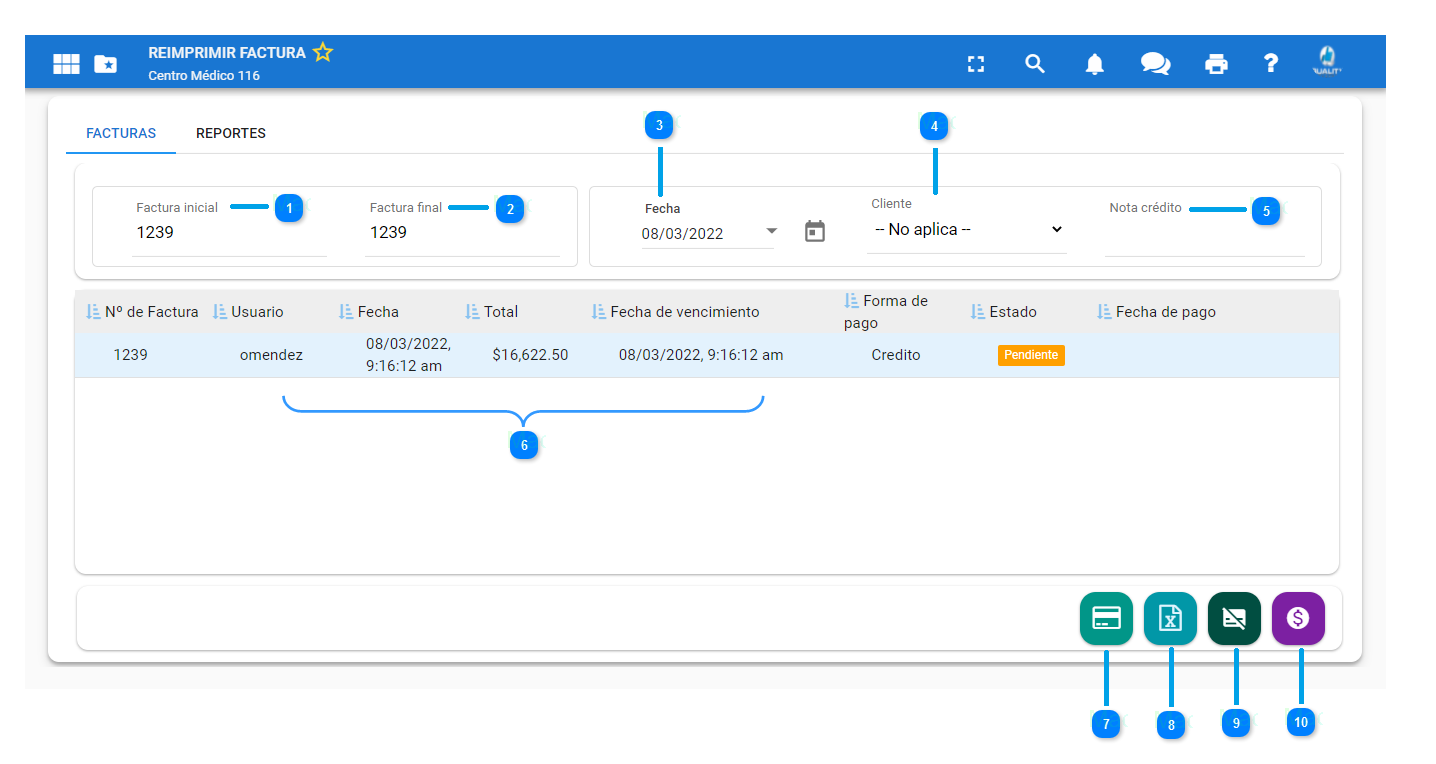 REIMPRIMIR FACTURA
Centro Médico 116
FACTURAS REPORTES
3
4
Factura inicial 1
1239
Factura final 2
1239
Fecha
08/03/2022
Cliente
-- No aplica --
Nota crédito 5
Nº de Factura Usuario Fecha Total Fecha de vencimiento Forma de pago Estado Fecha de pago
1239 omendez 08/03/2022, 9:16:12 am $16,622.50 08/03/2022, 9:16:12 am Credito Pendiente
6
7 8 9 10